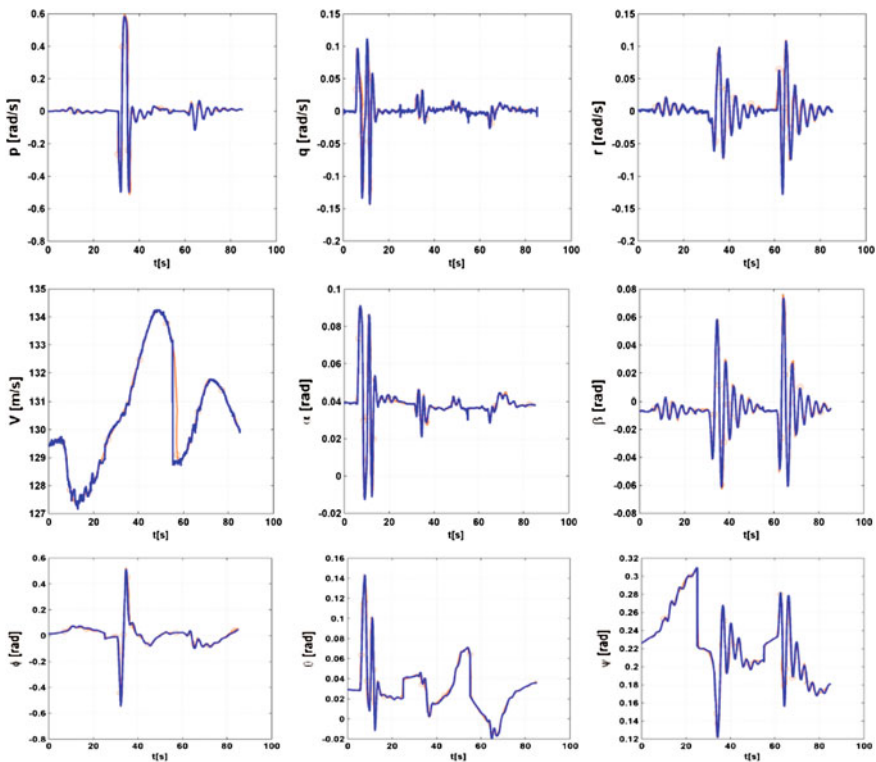 p [rad/s]
0.6
0.4
0.2
0
-0.2
-0.4
-0.6
-0.8
0 20 40 60 80 100
t[s]
q [rad/s]
0.15
0.1
0.05
0
-0.05
-0.1
-0.15
-0.2
0 20 40 60 80 100
t[s]
r [rad/s]
0.15
0.1
0.05
0
-0.05
-0.1
-0.15
-0.2
0 20 40 60 80 100
t[s]
V [m/s]
135
134
133
132
131
130
129
128
127
0 20 40 60 80 100
t[s]
α [rad]
0.1
0.08
0.06
0.04
0.02
0
-0.02
0 20 40 60 80 100
t[s]
β [rad]
0.08
0.06
0.04
0.02
0
-0.02
-0.04
-0.06
-0.08
0 20 40 60 80 100
t[s]
ϕ [rad]
0.6
0.4
0.2
0
-0.2
-0.4
-0.6
-0.8
0 20 40 60 80 100
t[s]
θ [rad]
0.16
0.14
0.12
0.1
0.08
0.06
0.04
0.02
0
-0.02
0 20 40 60 80 100
t[s]
Ψ [rad]
0.32
0.3
0.28
0.26
0.24
0.22
0.2
0.18
0.16
0.14
0.12
0 20 40 60 80 100
t[s]